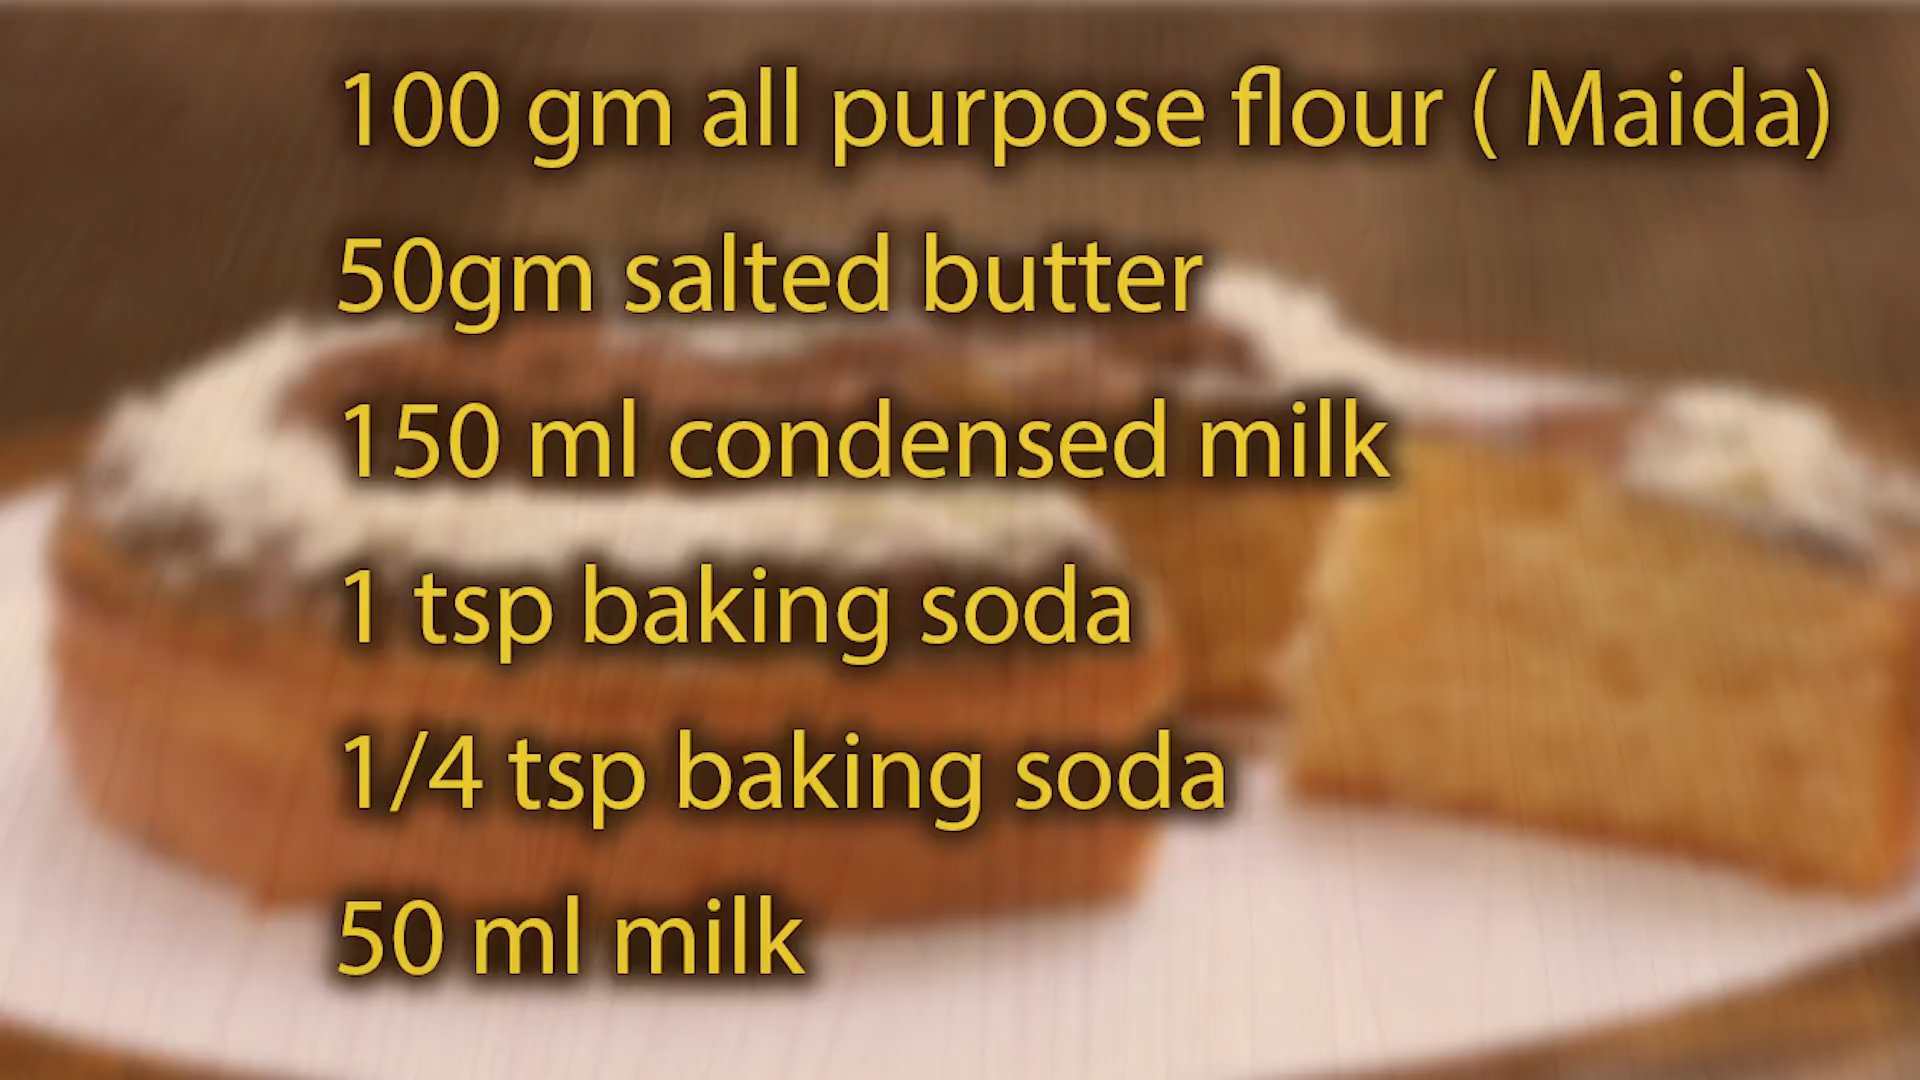 100 gm all purpose flour ( Maida)
50gm salted butter
150 ml condensed milk
1 tsp baking soda
1/4 tsp baking soda
50 ml milk